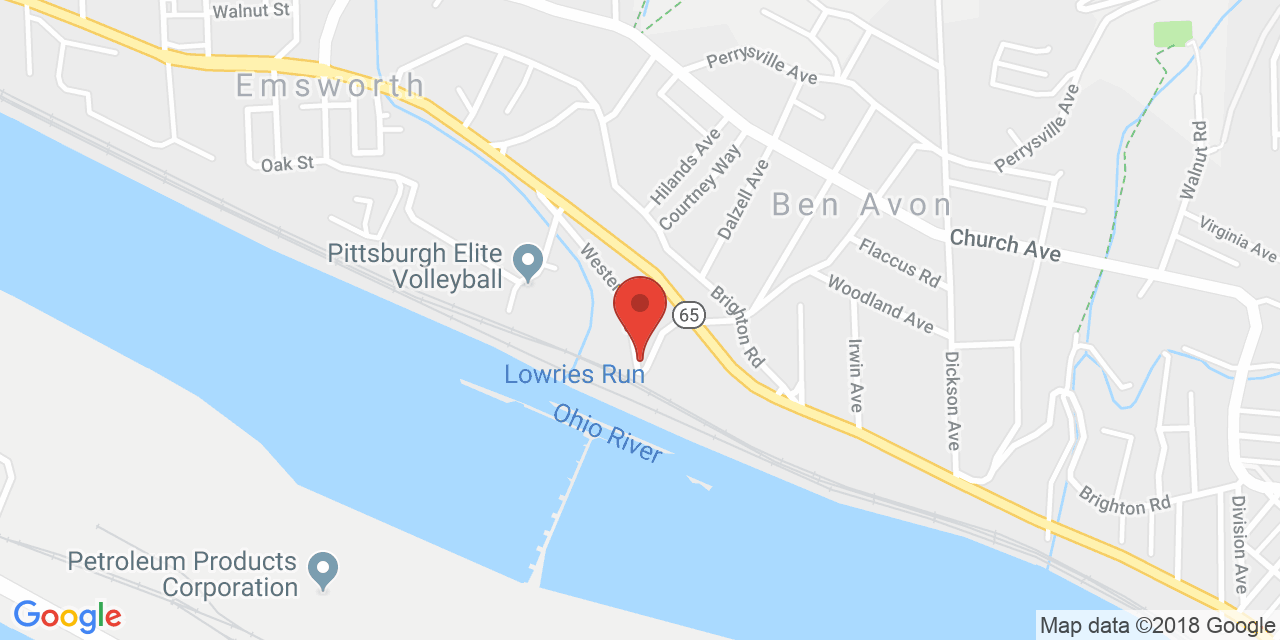 Walnut St
Emsworth
Perrysville Ave
Oak St
Hilands Ave
Courtney Way
Dalzell Ave
Perrysville Ave
Walnut Rd
Ben Avon
Church Ave
Virginia Ave
Flaccus Rd
Woodland Ave
Pittsburgh Elite
Volleyball
Wester
Brighton Rd
65
Irwin Ave
Dickson Ave
Lowries Run
Ohio River
Brighton Rd
Division Ave
Petroleum Products
Corporation
Google
Map data ©2018 Google